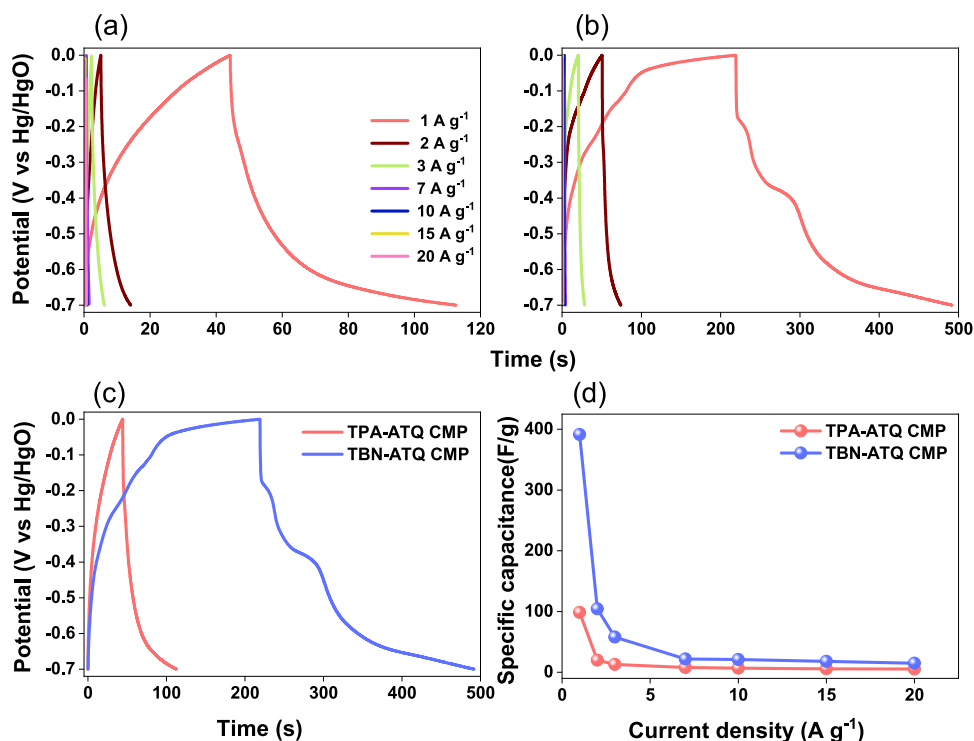 (a)
(b)
Potential (V vs Hg/HgO)
0.0
-0.1
-0.2
-0.3
-0.4
-0.5
-0.6
-0.7
0 20 40 60 80 100 120
1 A g⁻¹
2 A g⁻¹
3 A g⁻¹
7 A g⁻¹
10 A g⁻¹
15 A g⁻¹
20 A g⁻¹
0.0
-0.1
-0.2
-0.3
-0.4
-0.5
-0.6
-0.7
0 100 200 300 400 500
Time (s)
(c)
Potential (V vs Hg/HgO)
0.0
-0.1
-0.2
-0.3
-0.4
-0.5
-0.6
-0.7
0 100 200 300 400 500
Time (s)
TPA-ATQ CMP
TBN-ATQ CMP
(d)
Specific capacitance(F/g)
400
300
200
100
0
0 5 10 15 20
Current density (A g⁻¹)
TPA-ATQ CMP
TBN-ATQ CMP